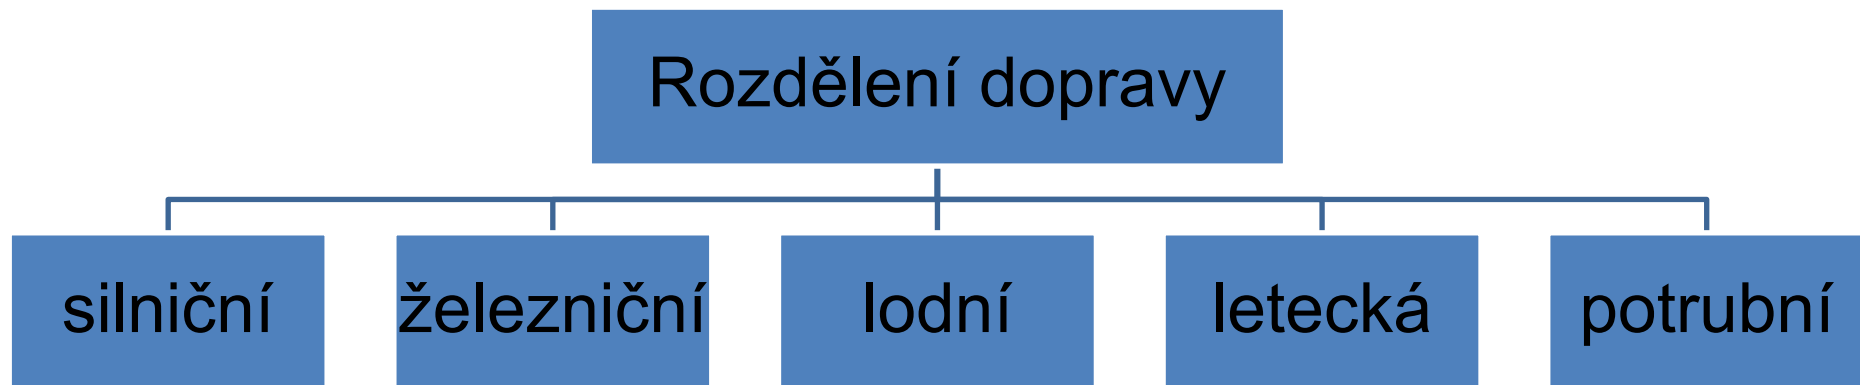 Rozdělení dopravy
silniční
železniční
lodní
letecká
potrubní